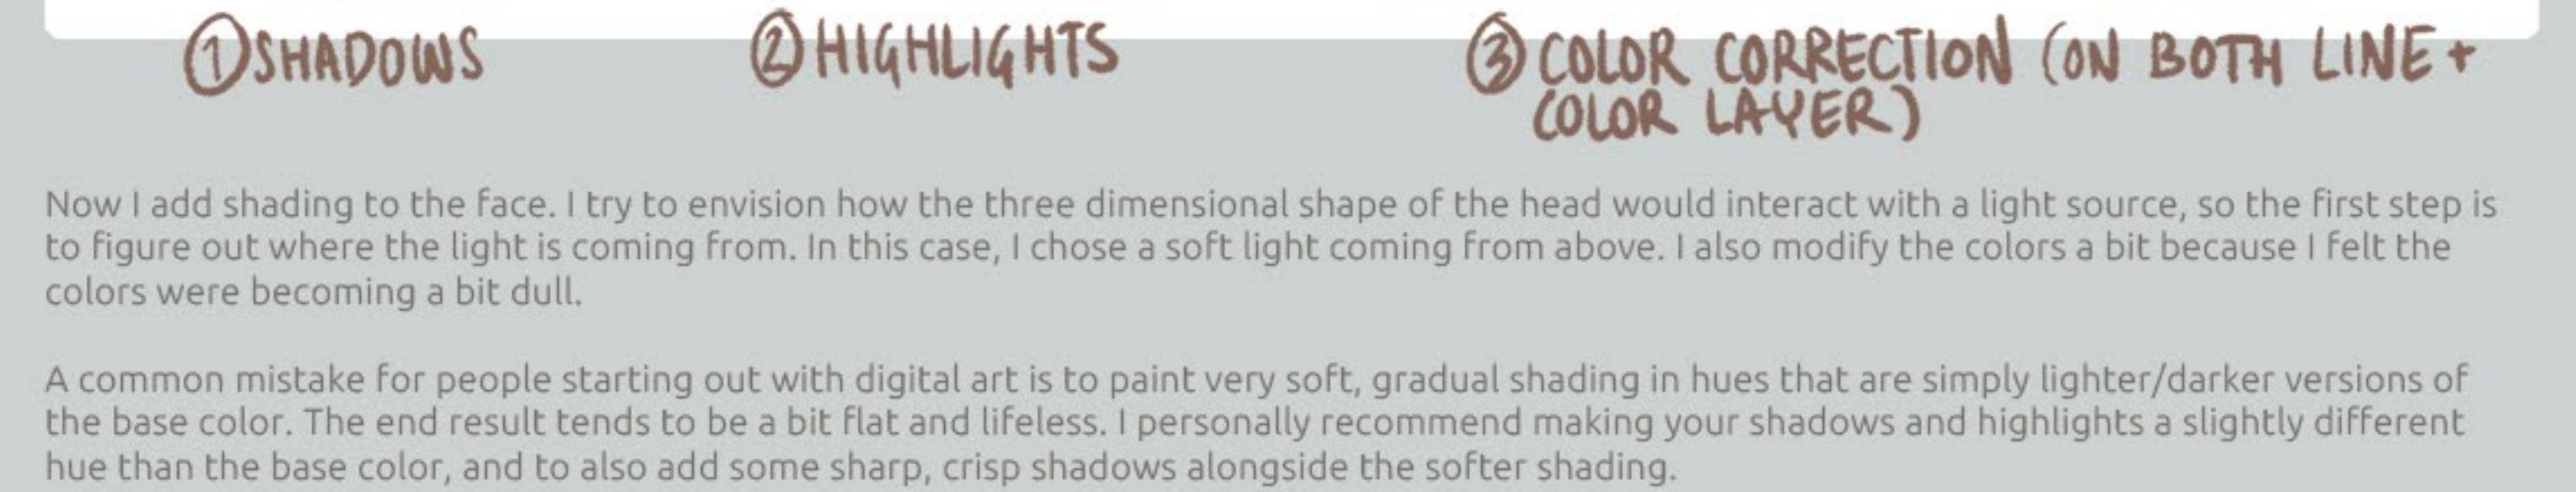 ① SHADOWS
② HIGHLIGHTS
③ COLOR CORRECTION (ON BOTH LINE +
COLOR LAYER)
Now I add shading to the face. I try to envision how the three dimensional shape of the head would interact with a light source, so the first step is
to figure out where the light is coming from. In this case, I chose a soft light coming from above. I also modify the colors a bit because I felt the
colors were becoming a bit dull.
A common mistake for people starting out with digital art is to paint very soft, gradual shading in hues that are simply lighter/darker versions of
the base color. The end result tends to be a bit flat and lifeless. I personally recommend making your shadows and highlights a slightly different
hue than the base color, and to also add some sharp, crisp shadows alongside the softer shading.